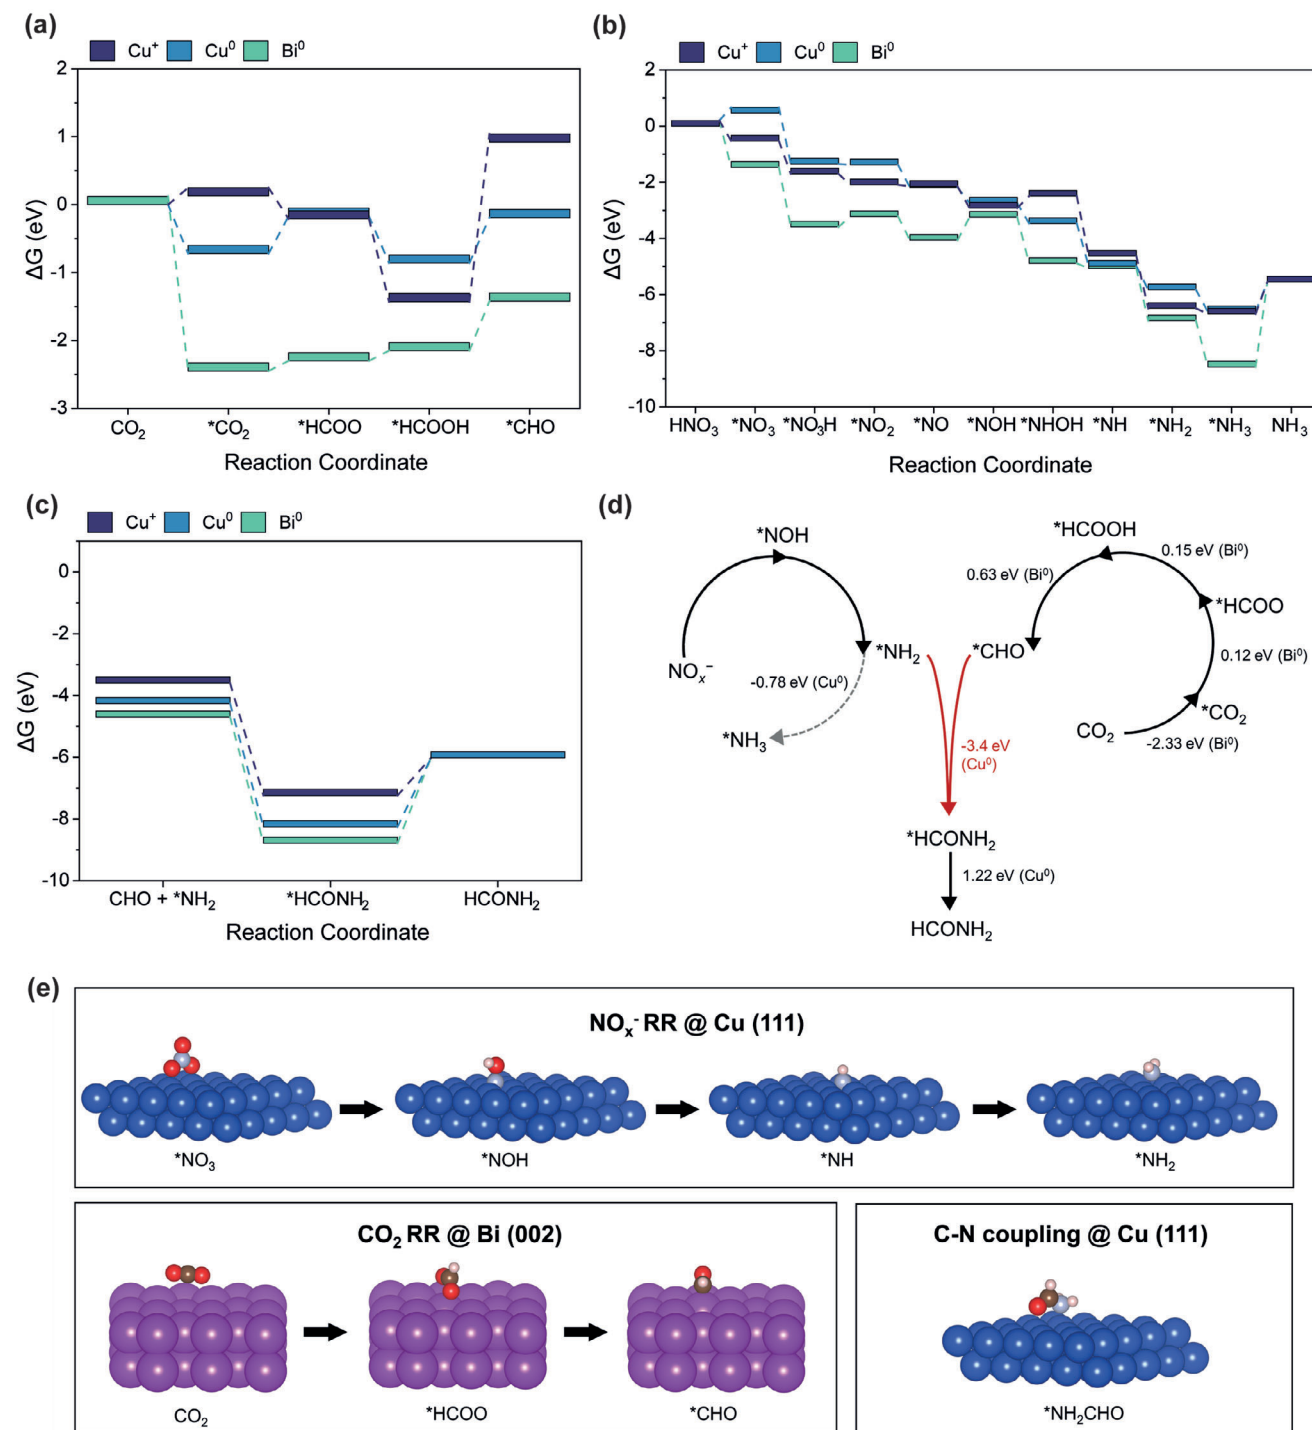 (a)
Cu⁺ Cu⁰ Bi⁰
2
1
0
-1
-2
-3
ΔG (eV)
CO₂ *CO₂ *HCOO *HCOOH *CHO
Reaction Coordinate
(b)
Cu⁺ Cu⁰ Bi⁰
2
0
-2
-4
-6
-8
-10
ΔG (eV)
HNO₃ *NO₃ *NO₃H *NO₂ *NO *NOH *NHOH *NH *NH₂ *NH₃ NH₃
Reaction Coordinate
(c)
Cu⁺ Cu⁰ Bi⁰
0
-2
-4
-6
-8
-10
ΔG (eV)
CHO + *NH₂ *HCONH₂ HCONH₂
Reaction Coordinate
(d)
*NOH
NOₓ⁻
*NH₂
-0.78 eV (Cu⁰)
*NH₃
*HCOOH
0.15 eV (Bi⁰)
0.63 eV (Bi⁰)
*HCOO
*CHO
0.12 eV (Bi⁰)
*CO₂
CO₂
-2.33 eV (Bi⁰)
-3.4 eV
(Cu⁰)
*HCONH₂
1.22 eV (Cu⁰)
HCONH₂
(e)
NOₓ⁻ RR @ Cu (111)
*NO₃ *NOH *NH *NH₂
CO₂ RR @ Bi (002)
CO₂ *HCOO *CHO
C-N coupling @ Cu (111)
*NH₂CHO